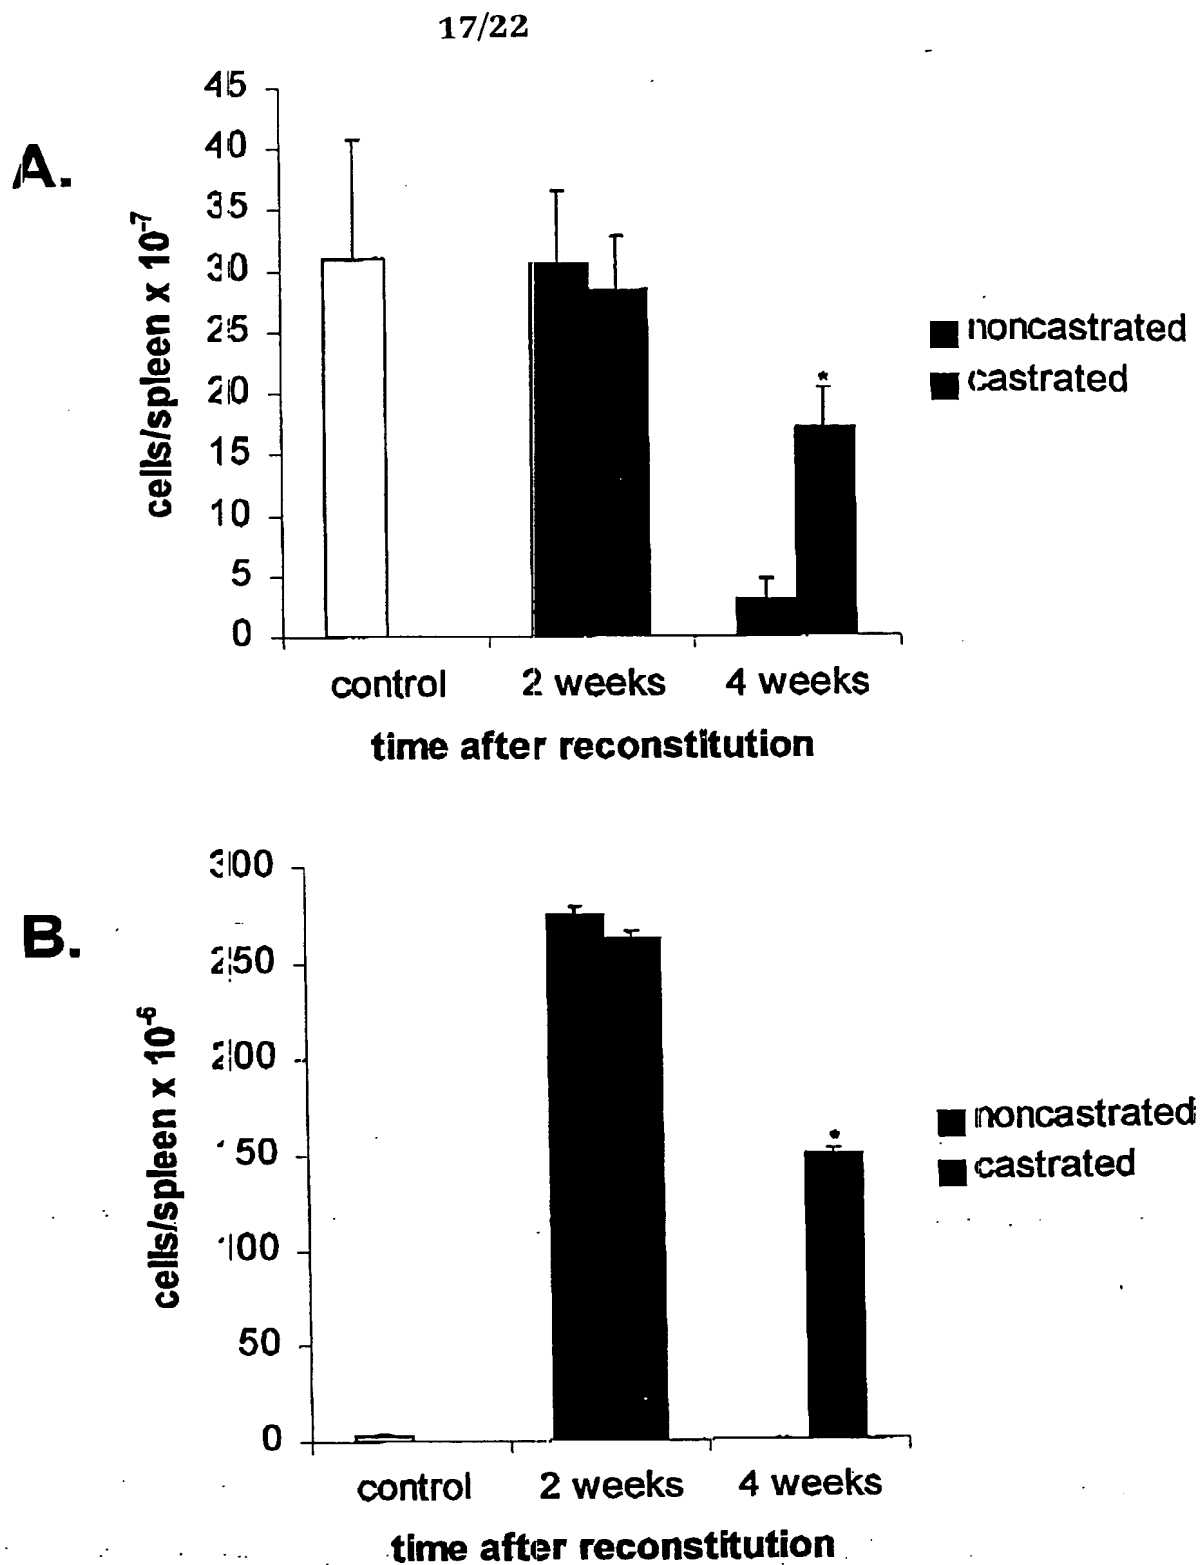 17/22
A.
45
40
35
30
25
20
15
10
5
0
cells/spleen x 10-7
noncastrated
castrated
*
control 2 weeks 4 weeks
time after reconstitution
B.
300
250
200
150
100
50
0
cells/spleen x 10-6
noncastrated
castrated
*
control 2 weeks 4 weeks
time after reconstitution